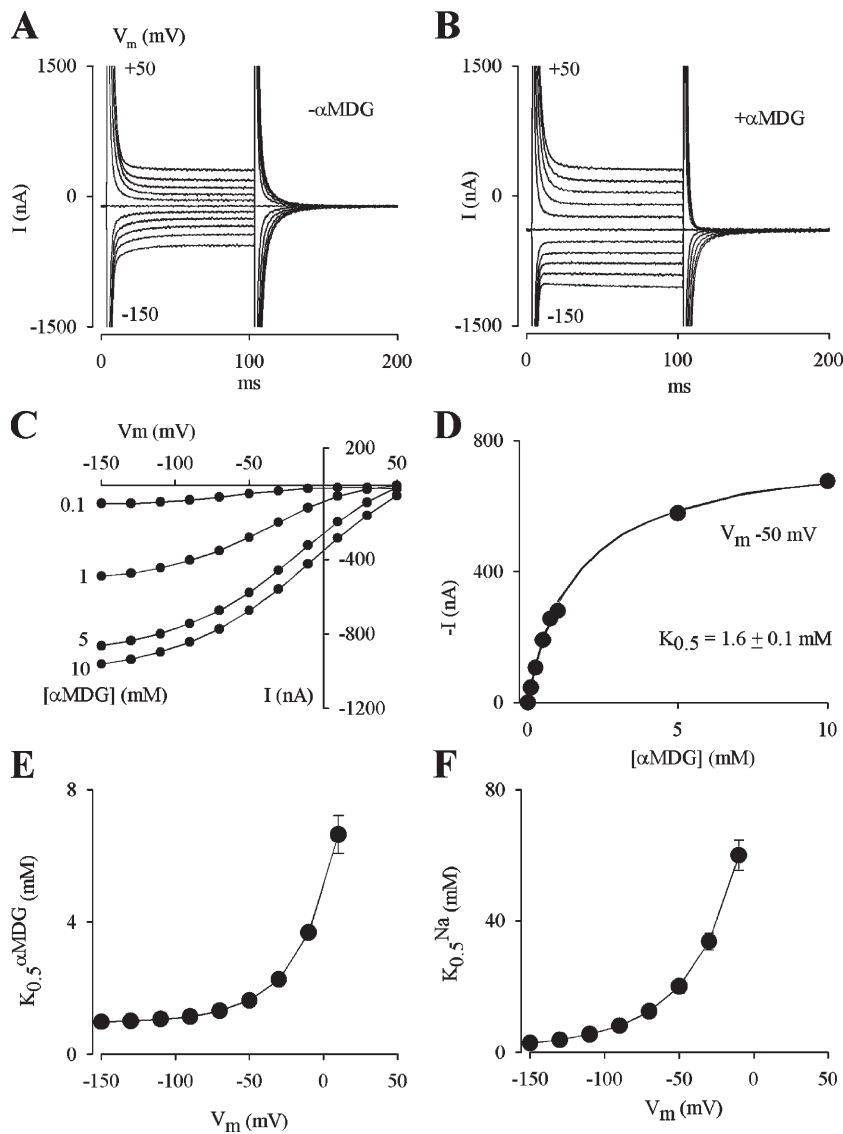 A
V_m (mV)
+50
-αMDG
-150
1500
0
-1500
I (nA)
0 100 200
ms
B
+50
+αMDG
-150
1500
0
-1500
I (nA)
0 100 200
ms
C
Vm (mV)
-150 -100 -50 50
200
-400
-800
-1200
0.1
1
5
10
[αMDG] (mM)
I (nA)
D
800
400
0
-I (nA)
V_m -50 mV
K_0.5 = 1.6 ± 0.1 mM
0 5 10
[αMDG] (mM)
E
8
4
0
K_0.5^αMDG (mM)
-150 -100 -50 0 50
V_m (mV)
F
80
40
0
K_0.5^Na (mM)
-150 -100 -50 0 50
V_m (mV)